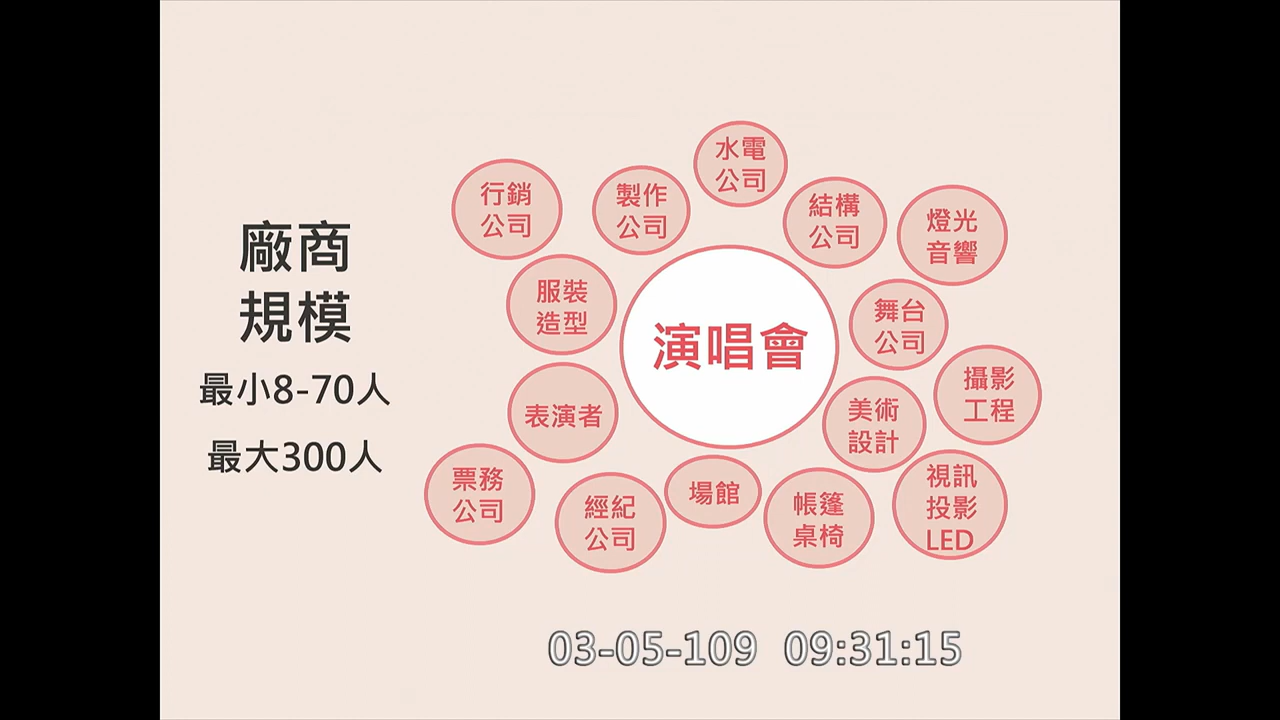 廠商
規模
最小8-70人
最大300人
水電
公司
行銷
公司
製作
公司
結構
公司
燈光
音響
服裝
造型
演唱會
舞台
公司
表演者
美術
設計
攝影
工程
票務
公司
經紀
公司
場館
帳篷
桌椅
視訊
投影
LED
03-05-109 09:31:15